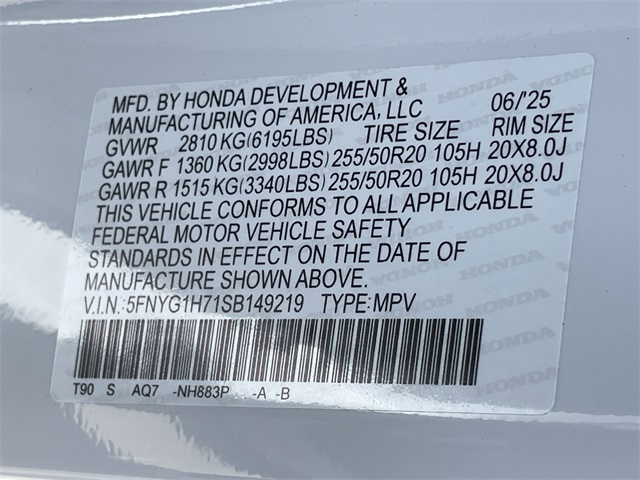 MFD. BY HONDA DEVELOPMENT &
MANUFACTURING OF AMERICA, LLC 06/'25
GVWR 2810 KG(6195LBS) TIRE SIZE RIM SIZE
GAWR F 1360 KG(2998LBS) 255/50R20 105H 20X8.0J
GAWR R 1515 KG(3340LBS) 255/50R20 105H 20X8.0J
THIS VEHICLE CONFORMS TO ALL APPLICABLE
FEDERAL MOTOR VEHICLE SAFETY
STANDARDS IN EFFECT ON THE DATE OF
MANUFACTURE SHOWN ABOVE.
V.I.N.:5FNYG1H71SB149219 TYPE:MPV
T90 S AQ7 -NH883P -A -B